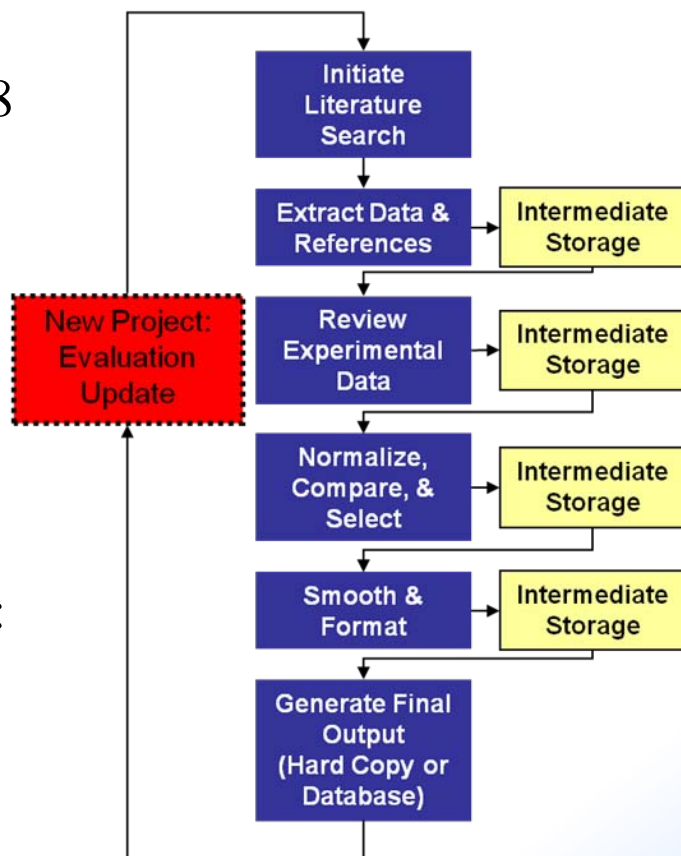 8
Initiate
Literature
Search
Extract Data &
References
Intermediate
Storage
New Project:
Evaluation
Update
Review
Experimental
Data
Intermediate
Storage
Normalize,
Compare, &
Select
Intermediate
Storage
:
Smooth &
Format
Intermediate
Storage
Generate Final
Output
(Hard Copy or
Database)